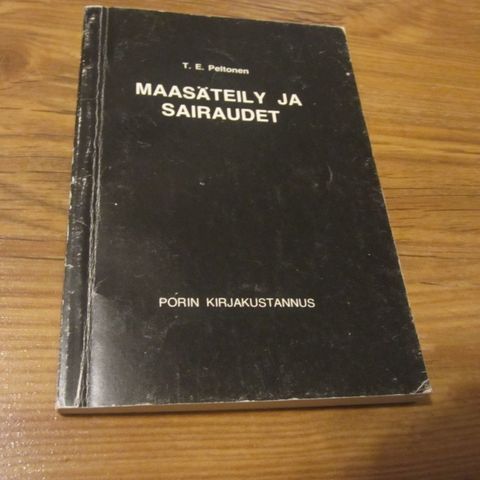 T. E. Peltonen
MAASÄTEILY JA
SAIRAUDET
PORIN KIRJAKUSTANNUS